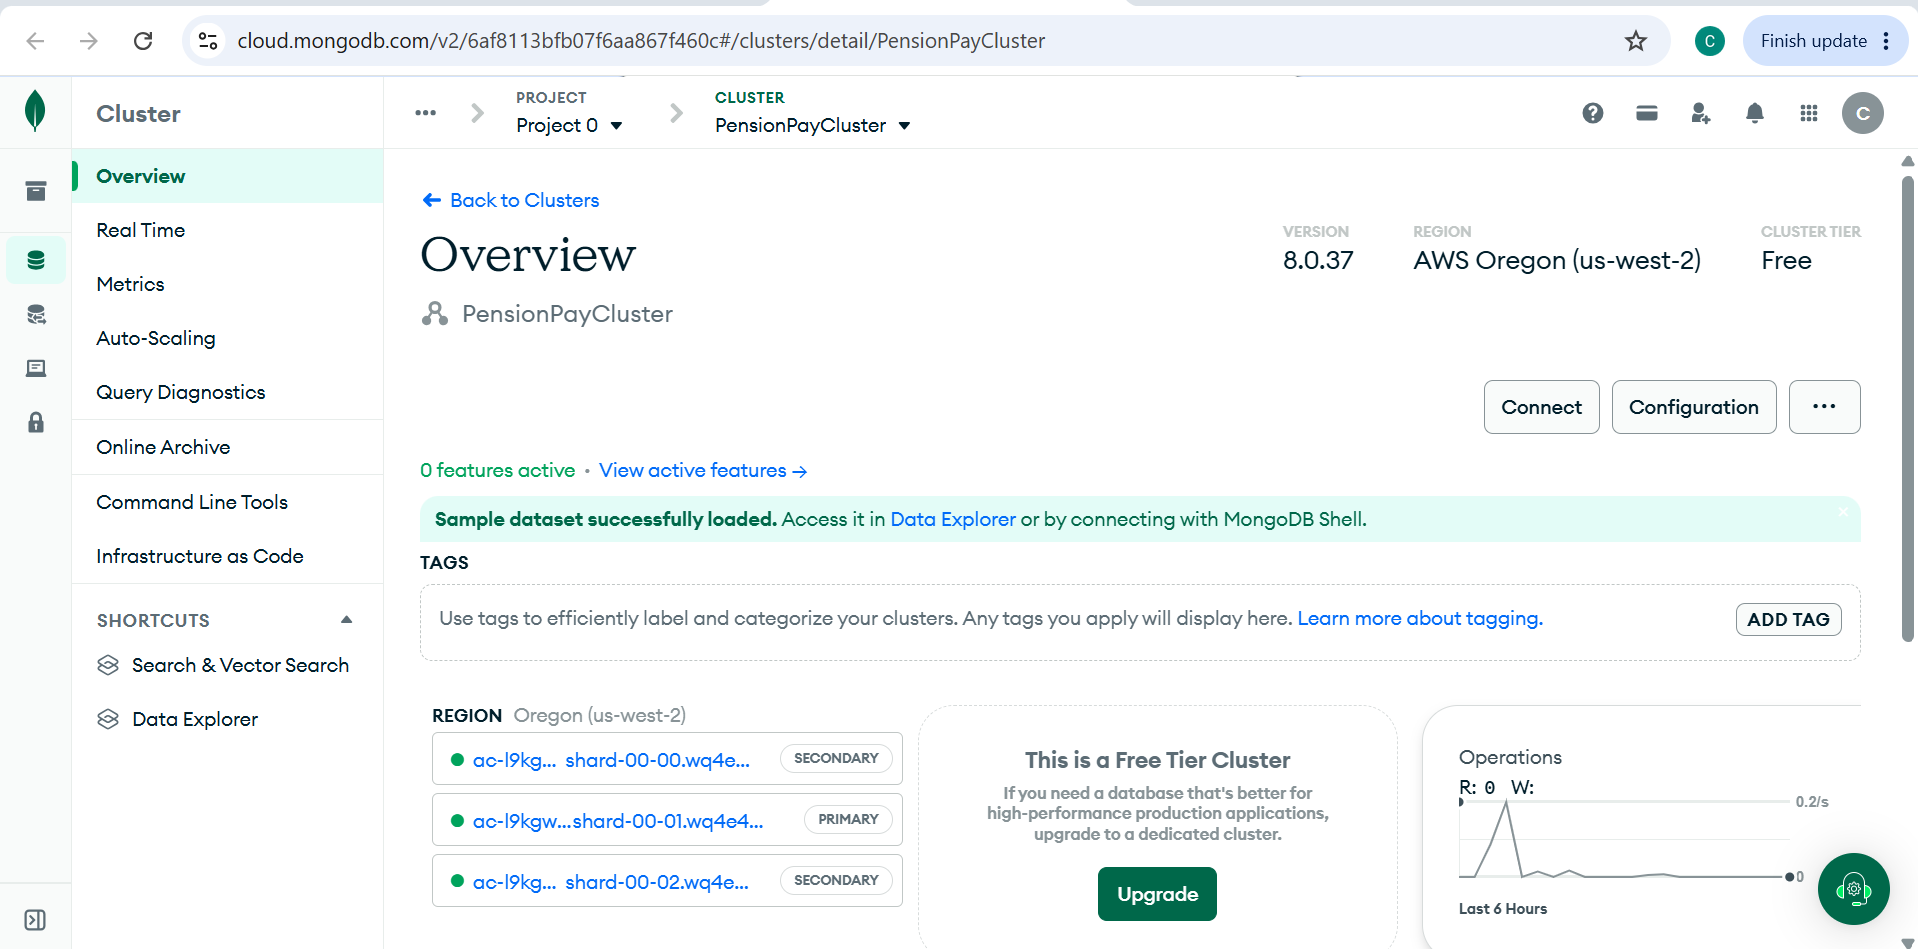 cloud.mongodb.com/v2/6af8113bfb07f6aa867f460c#/clusters/detail/PensionPayCluster
C
Finish update
Cluster
PROJECT
Project 0
CLUSTER
PensionPayCluster
C
Overview
Real Time
Metrics
Auto-Scaling
Query Diagnostics
Online Archive
Command Line Tools
Infrastructure as Code
SHORTCUTS
Search & Vector Search
Data Explorer
← Back to Clusters
Overview
PensionPayCluster
VERSION
8.0.37
REGION
AWS Oregon (us-west-2)
CLUSTER TIER
Free
Connect
Configuration
...
0 features active • View active features →
Sample dataset successfully loaded. Access it in Data Explorer or by connecting with MongoDB Shell.
TAGS
Use tags to efficiently label and categorize your clusters. Any tags you apply will display here. Learn more about tagging.
ADD TAG
REGION Oregon (us-west-2)
ac-l9kg... shard-00-00.wq4e... SECONDARY
ac-l9kgw...shard-00-01.wq4e4... PRIMARY
ac-l9kg... shard-00-02.wq4e... SECONDARY
This is a Free Tier Cluster
If you need a database that's better for
high-performance production applications,
upgrade to a dedicated cluster.
Upgrade
Operations
R: 0 W:
0.2/s
0
Last 6 Hours